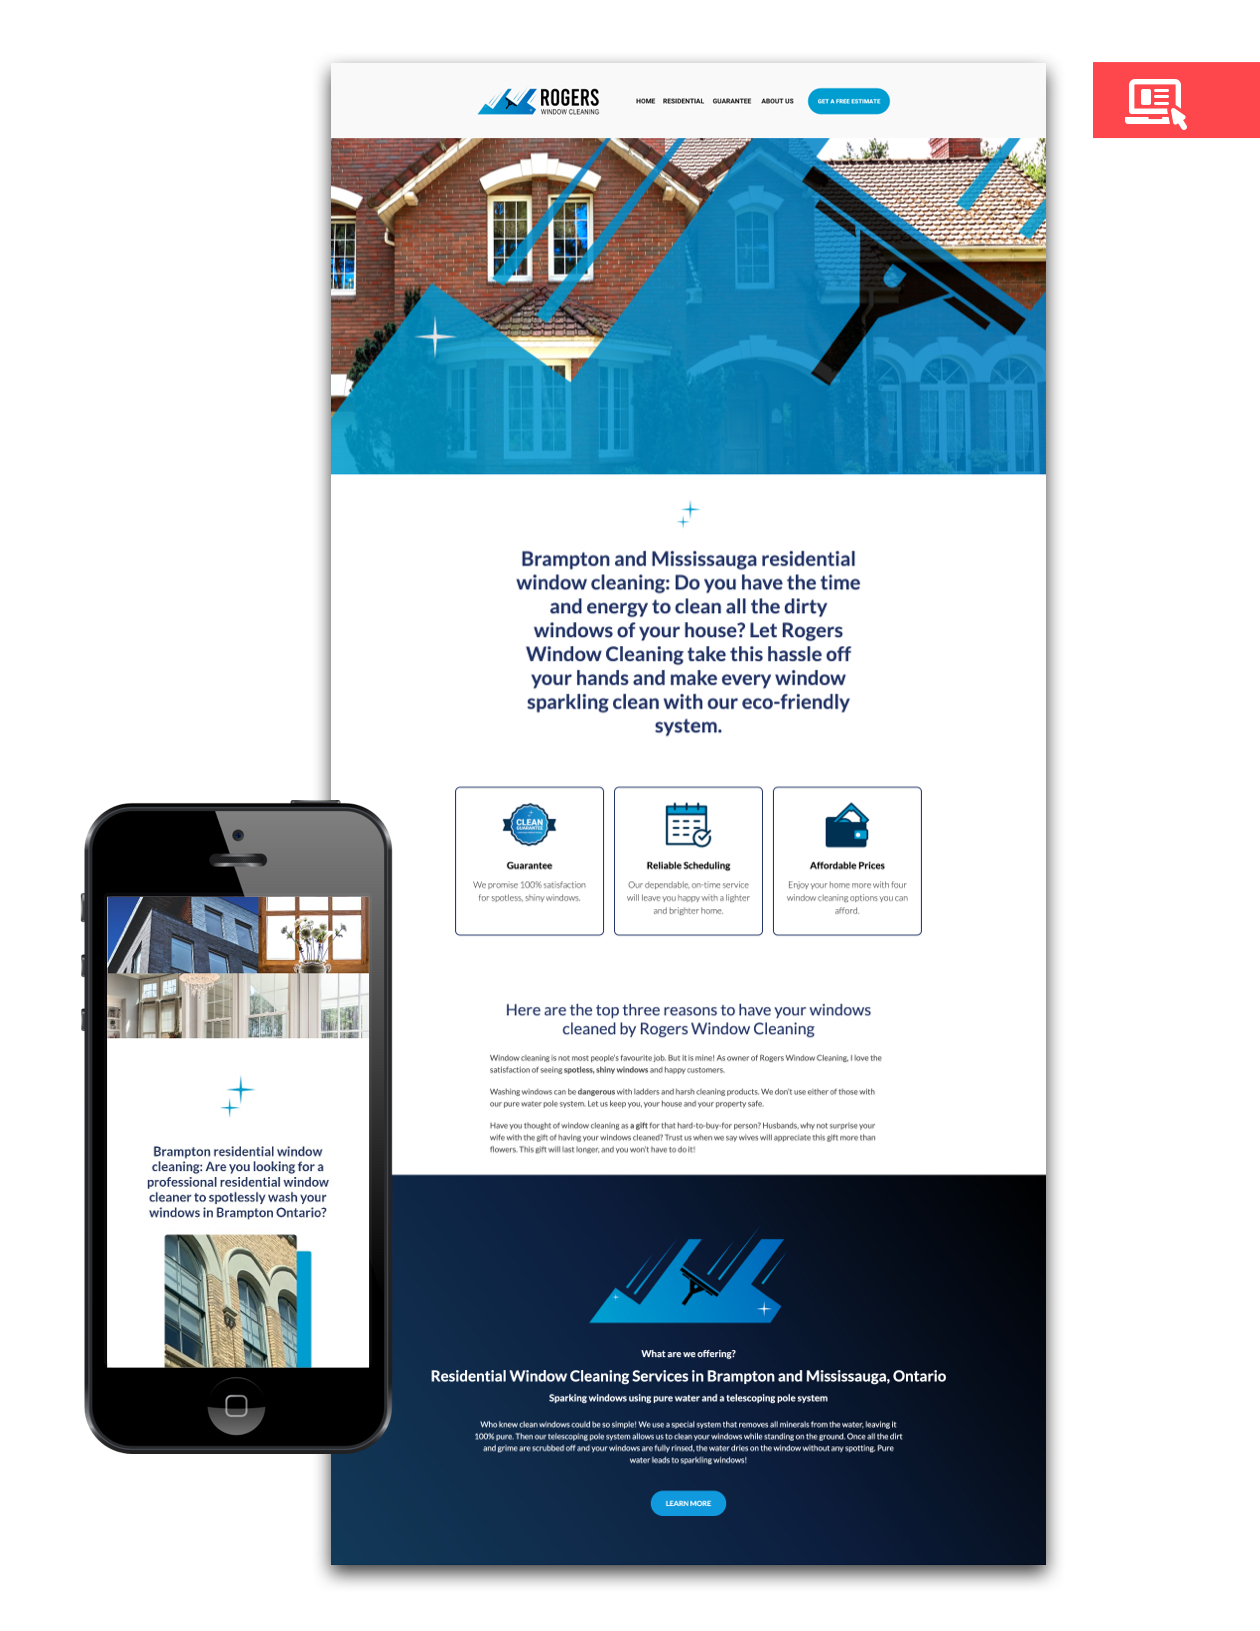 ROGERS
WINDOW CLEANING
HOME RESIDENTIAL GUARANTEE ABOUT US GET A FREE ESTIMATE
Brampton and Mississauga residential
window cleaning: Do you have the time
and energy to clean all the dirty
windows of your house? Let Rogers
Window Cleaning take this hassle off
your hands and make every window
sparkling clean with our eco-friendly
system.
CLEAN
GUARANTEE
Guarantee
We promise 100% satisfaction
for spotless, shiny windows.
Reliable Scheduling
Our dependable, on-time service
will leave you happy with a lighter
and brighter home.
Affordable Prices
Enjoy your home more with four
window cleaning options you can
afford.
Here are the top three reasons to have your windows
cleaned by Rogers Window Cleaning
Window cleaning is not most people's favourite job. But it is mine! As owner of Rogers Window Cleaning, I love the
satisfaction of seeing spotless, shiny windows and happy customers.
Washing windows can be dangerous with ladders and harsh cleaning products. We don't use either of those with
our pure water pole system. Let us keep you, your house and your property safe.
Have you thought of window cleaning as a gift for that hard-to-buy-for person? Husbands, why not surprise your
wife with the gift of having your windows cleaned? Trust us when we say wives will appreciate this gift more than
flowers. This gift will last longer, and you won't have to do it!
What are we offering?
Residential Window Cleaning Services in Brampton and Mississauga, Ontario
Sparking windows using pure water and a telescoping pole system
Who knew clean windows could be so simple! We use a special system that removes all minerals from the water, leaving it
100% pure. Then our telescoping pole system allows us to clean your windows while standing on the ground. Once all the dirt
and grime are scrubbed off and your windows are fully rinsed, the water dries on the window without any spotting. Pure
water leads to sparkling windows!
LEARN MORE
Brampton residential window
cleaning: Are you looking for a
professional residential window
cleaner to spotlessly wash your
windows in Brampton Ontario?